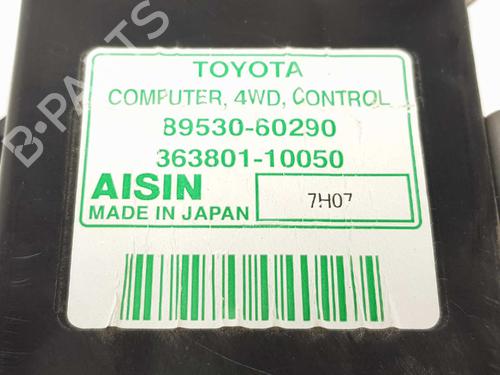 B-PARTS
TOYOTA
COMPUTER, 4WD, CONTROL
89530-60290
363801-10050
AISIN
MADE IN JAPAN
7H07